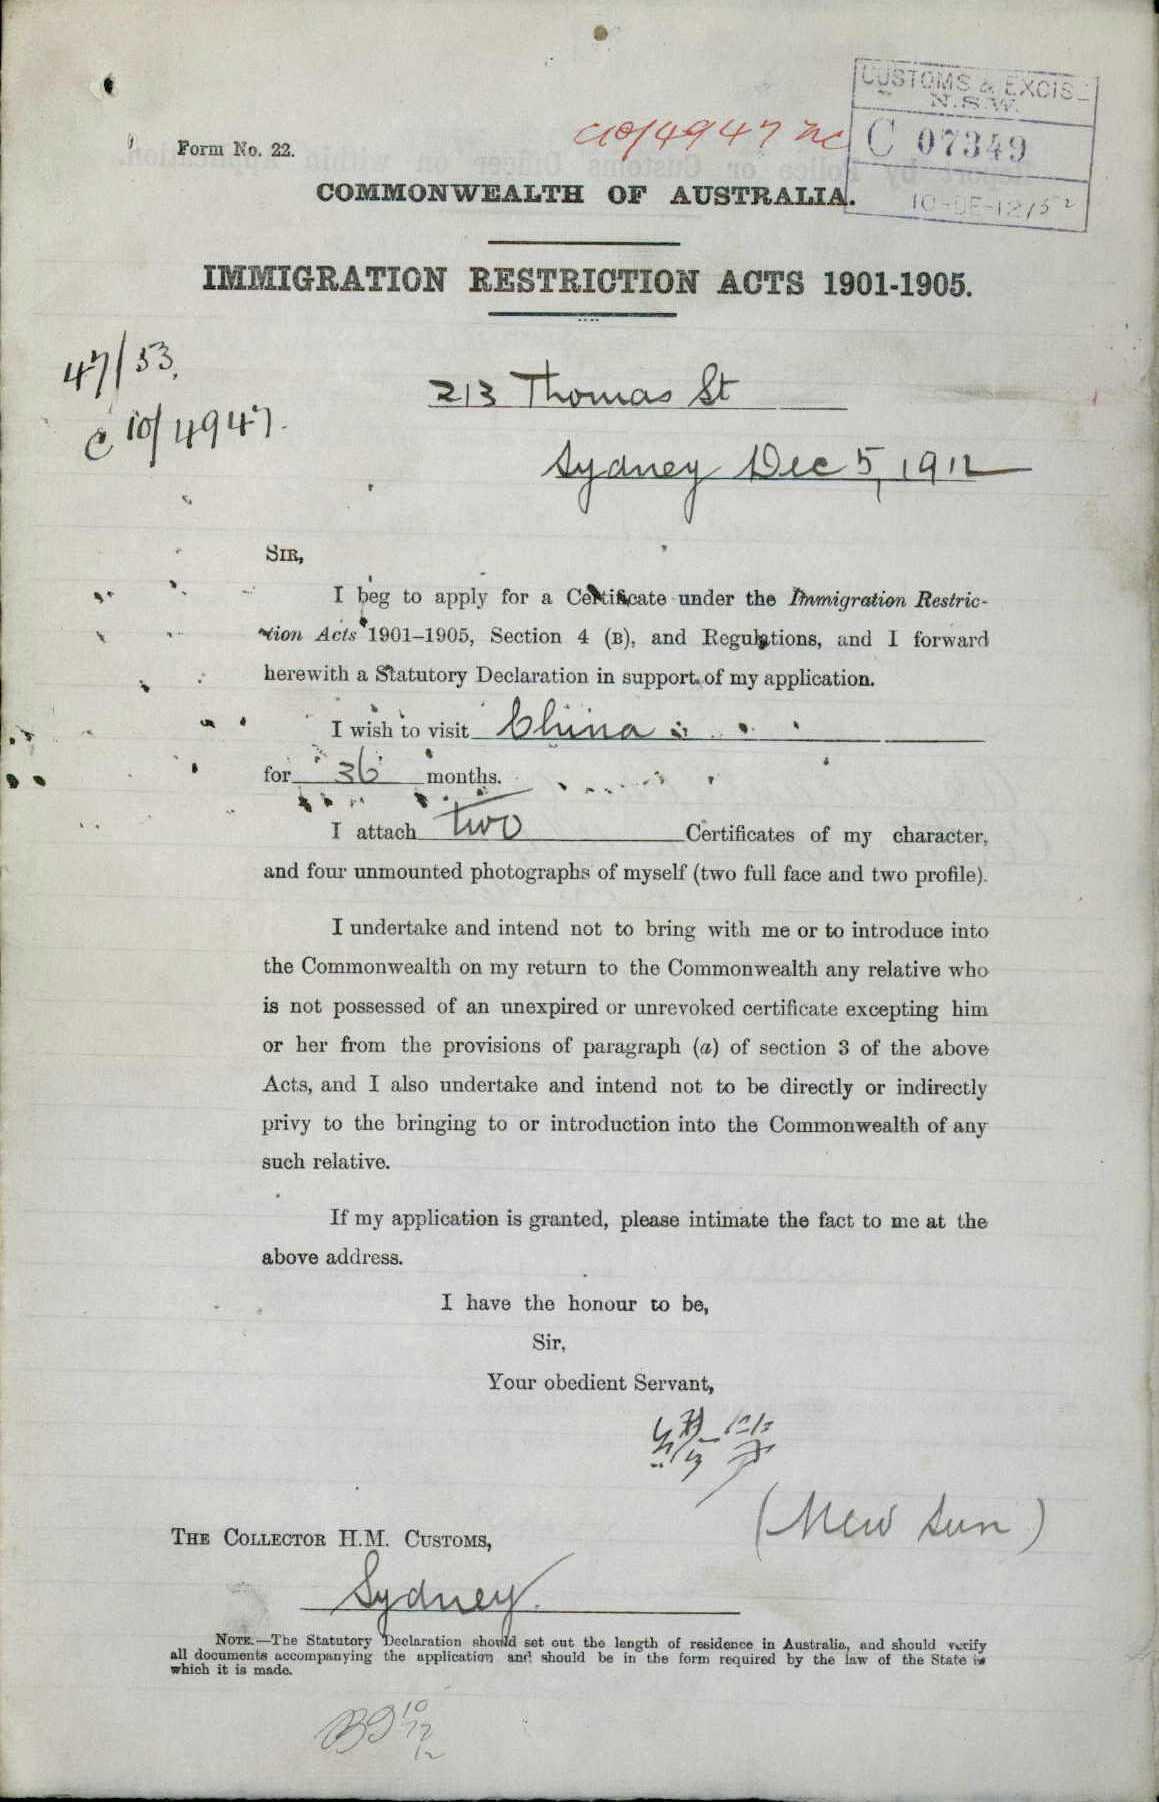 CUSTOMS & EXCISE
N.S.W.
C 07349
10-DE-12/52
C10/4947
Form No. 22.
COMMONWEALTH OF AUSTRALIA.
IMMIGRATION RESTRICTION ACTS 1901-1905.
47/53.
C 10/4947.
213 Thomas St
Sydney Dec 5, 1912
SIR,
I beg to apply for a Certificate under the Immigration Restric-
tion Acts 1901-1905, Section 4 (B), and Regulations, and I forward
herewith a Statutory Declaration in support of my application.
I wish to visit China
for 36 months.
I attach two Certificates of my character,
and four unmounted photographs of myself (two full face and two profile).
I undertake and intend not to bring with me or to introduce into
the Commonwealth on my return to the Commonwealth any relative who
is not possessed of an unexpired or unrevoked certificate excepting him
or her from the provisions of paragraph (a) of section 3 of the above
Acts, and I also undertake and intend not to be directly or indirectly
privy to the bringing to or introduction into the Commonwealth of any
such relative.
If my application is granted, please intimate the fact to me at the
above address.
I have the honour to be,
Sir,
Your obedient Servant,
(New Sun)
THE COLLECTOR H.M. CUSTOMS,
Sydney.
NOTE.—The Statutory Declaration should set out the length of residence in Australia, and should verify
all documents accompanying the application and should be in the form required by the law of the State in
which it is made.
10
12
12